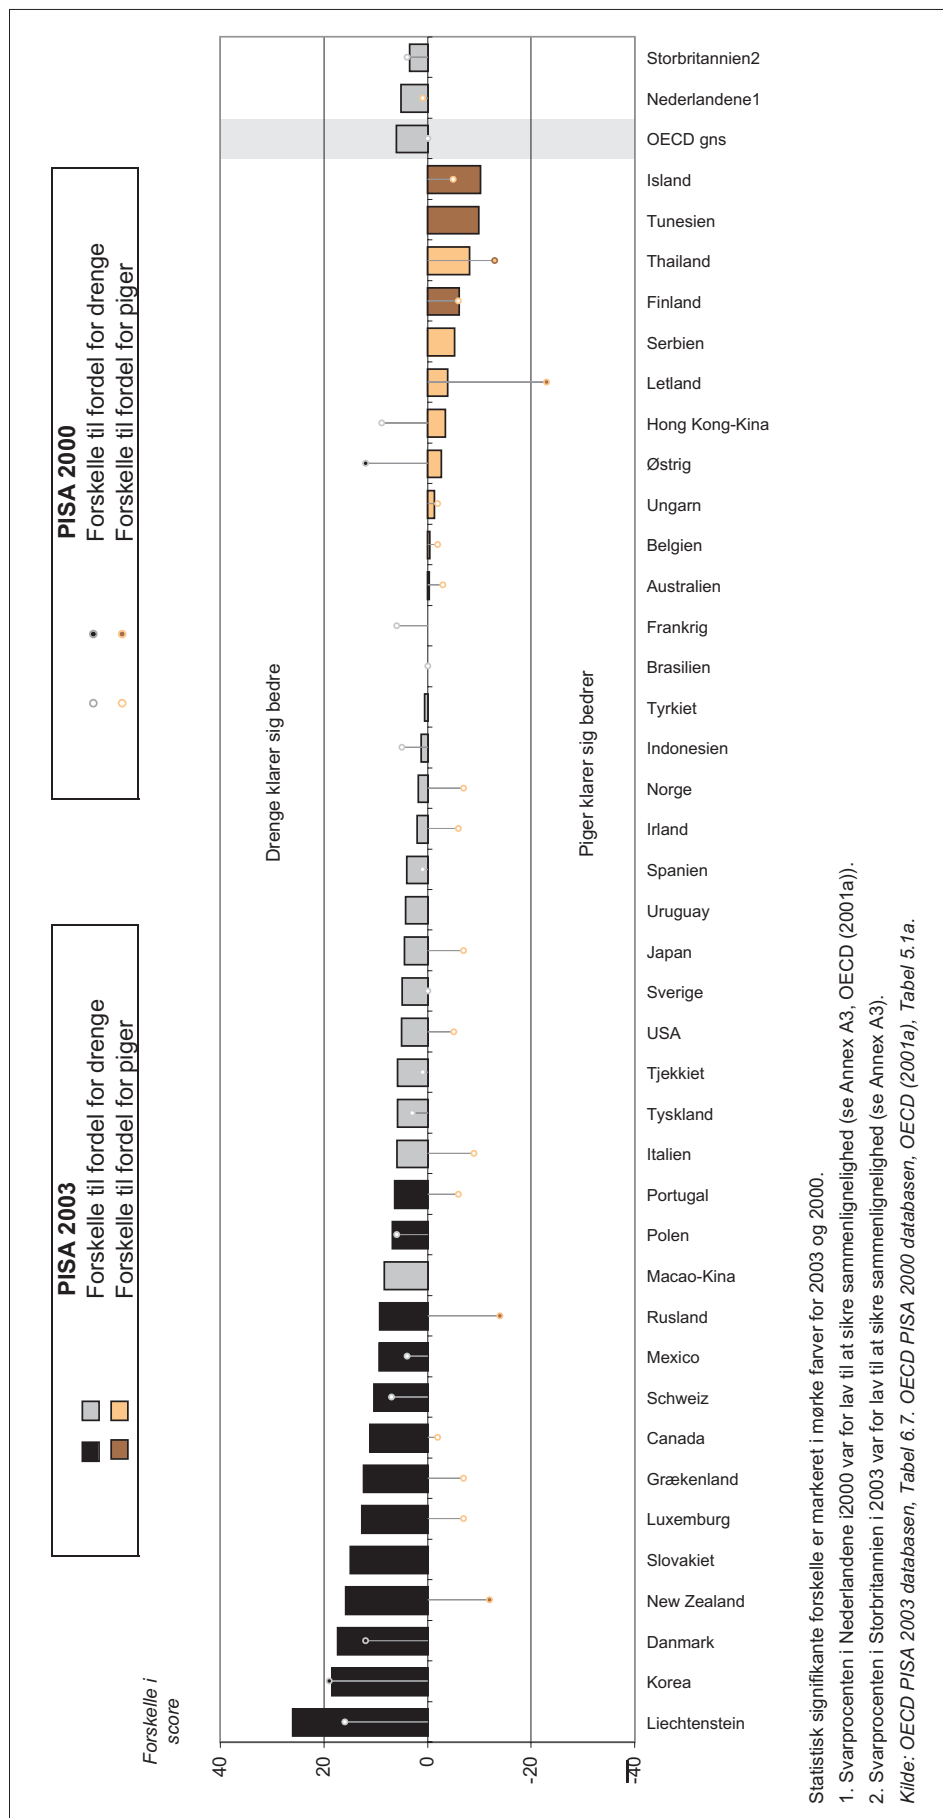 PISA 2003
Forskelle til fordel for drenge
Forskelle til fordel for piger
PISA 2000
Forskelle til fordel for drenge
Forskelle til fordel for piger
Forskelle i
score
40
20
0
-20
-40
Drenge klarer sig bedre
Piger klarer sig bedrer
Storbritannien2
Nederlandene1
OECD gns
Island
Tunesien
Thailand
Finland
Serbien
Letland
Hong Kong-Kina
Østrig
Ungarn
Belgien
Australien
Frankrig
Brasilien
Tyrkiet
Indonesien
Norge
Irland
Spanien
Uruguay
Japan
Sverige
USA
Tjekkiet
Tyskland
Italien
Portugal
Polen
Macao-Kina
Rusland
Mexico
Schweiz
Canada
Grækenland
Luxemburg
Slovakiet
New Zealand
Danmark
Korea
Liechtenstein
Statistisk signifikante forskelle er markeret i mørke farver for 2003 og 2000.
1. Svarprocenten i Nederlandene i2000 var for lav til at sikre sammenlignelighed (se Annex A3, OECD (2001a)).
2. Svarprocenten i Storbritannien i 2003 var for lav til at sikre sammenlignelighed (se Annex A3).
Kilde: OECD PISA 2003 databasen, Tabel 6.7. OECD PISA 2000 databasen, OECD (2001a), Tabel 5.1a.